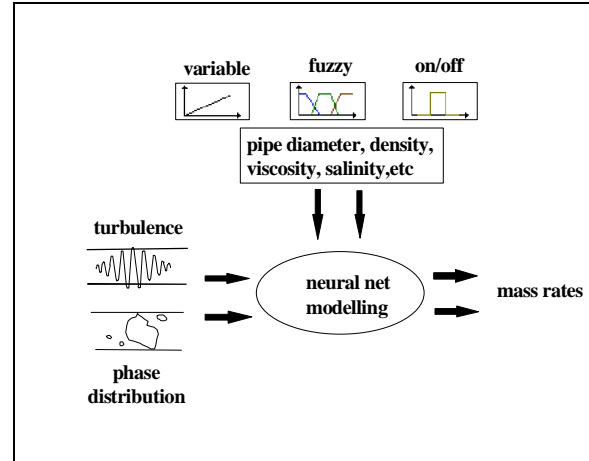 variable
fuzzy
on/off
pipe diameter, density,
viscosity, salinity,etc
turbulence
neural net
modelling
mass rates
phase
distribution